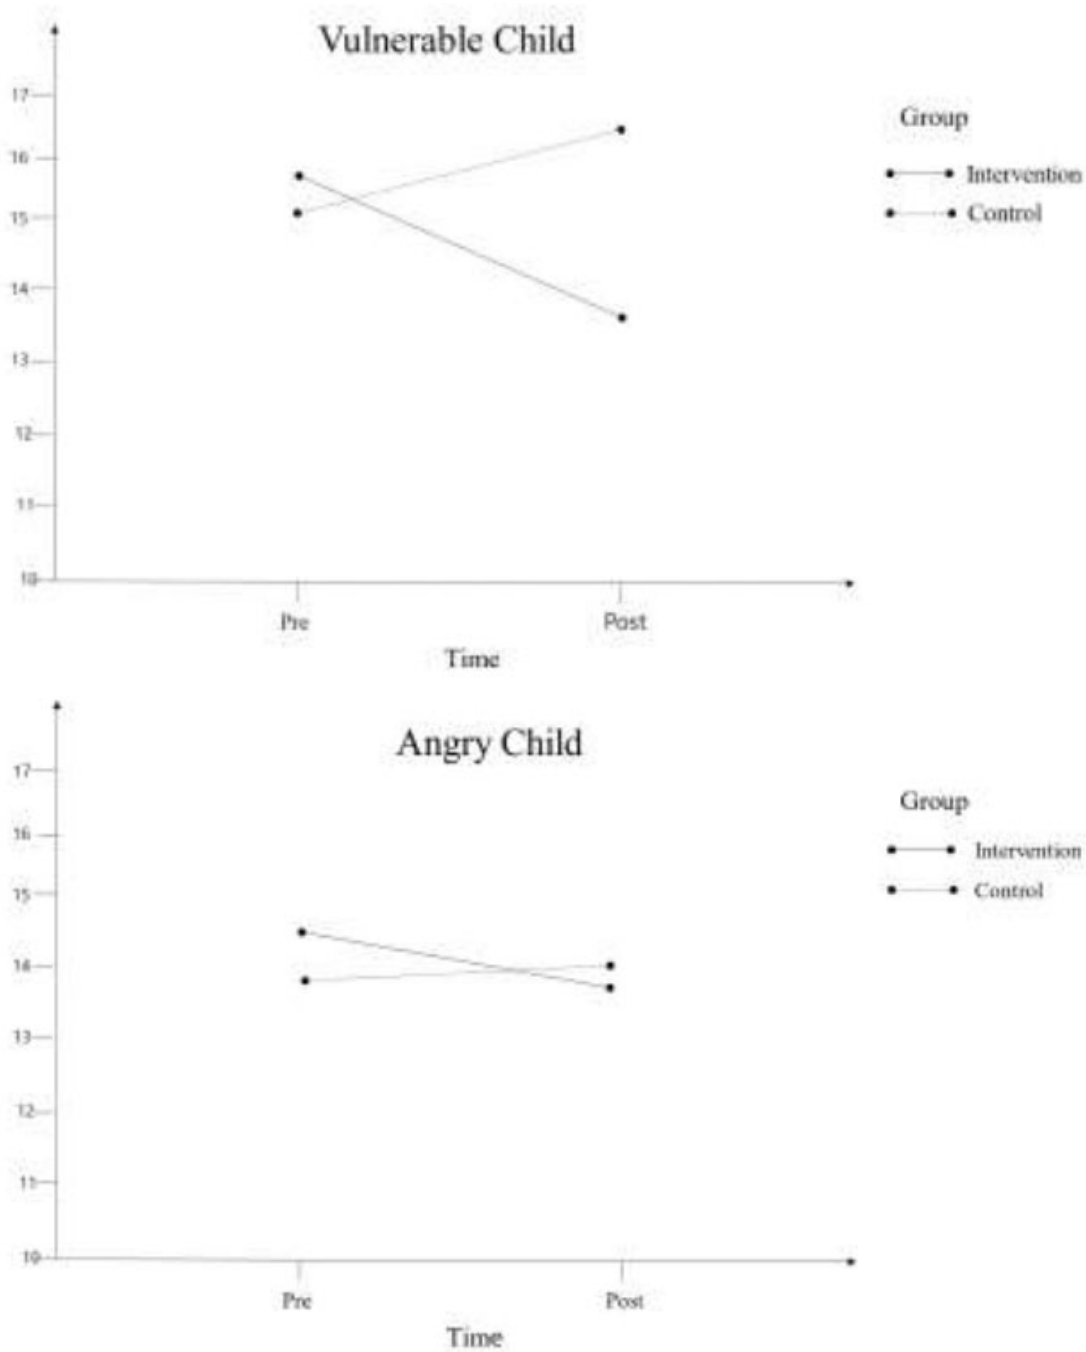 Vulnerable Child
17
16
15
14
13
12
11
10
Group
Intervention
Control
Pre
Post
Time
Angry Child
17
16
15
14
13
12
11
10
Group
Intervention
Control
Pre
Post
Time